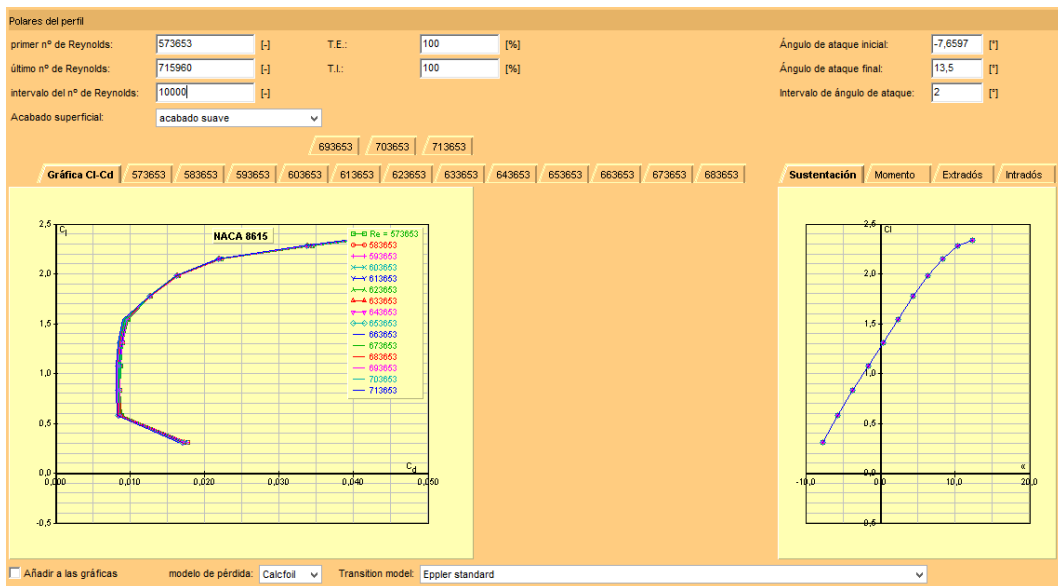 Polares del perfil
primer nº de Reynolds: 573653 [-] T.E.: 100 [%] Ángulo de ataque inicial: -7,6597 [°]
último nº de Reynolds: 715960 [-] T.I.: 100 [%] Ángulo de ataque final: 13,5 [°]
intervalo del nº de Reynolds: 10000 [-] Intervalo de ángulo de ataque: 2 [°]
Acabado superficial: acabado suave
693653 703653 713653
Gráfica Cl-Cd 573653 583653 593653 603653 613653 623653 633653 643653 653653 663653 673653 683653
Sustentación Momento Extradós Intradós
2,5 Cl
NACA 8615
Re = 573653
583653
593653
603653
613653
623653
633653
643653
653653
663653
673653
683653
693653
703653
713653
2,0
1,5
1,0
0,5
0,0
-0,5
0,000 0,010 0,020 0,030 0,040 0,050
Cd
2,5 Cl
2,0
1,5
1,0
0,5
-10,0 0,0 10,0 20,0
α
-0,5
Añadir a las gráficas modelo de pérdida: Calcfoil Transition model: Eppler standard